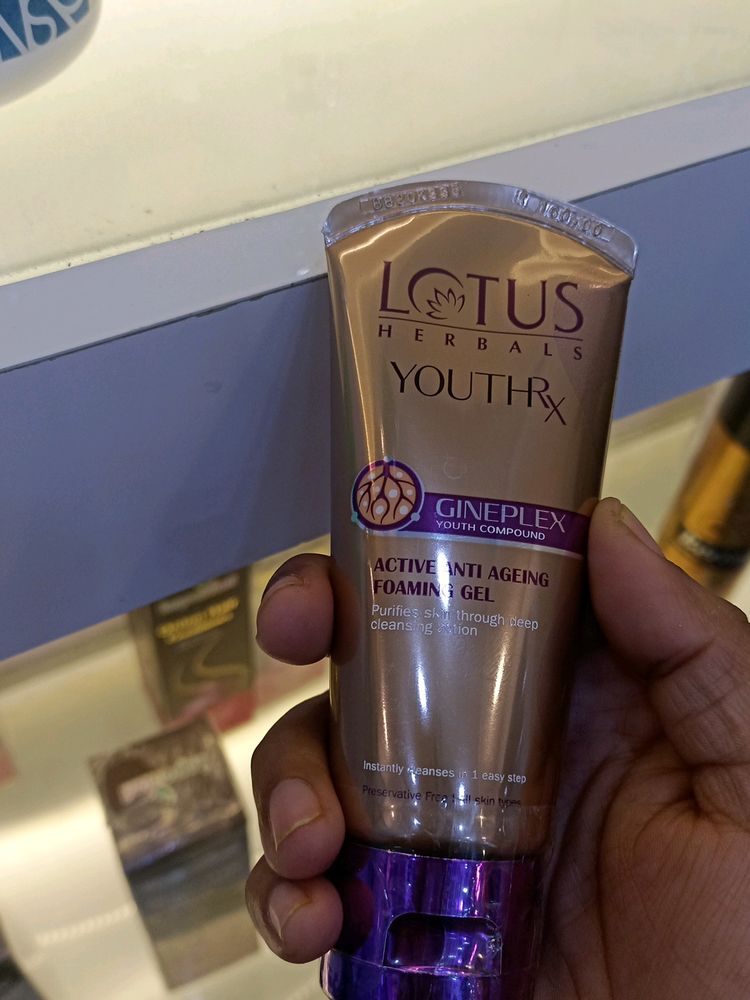 LOTUS
HERBALS
YOUTHRx
GINEPLEX
YOUTH COMPOUND
ACTIVE ANTI AGEING
FOAMING GEL
Purifies skin through deep
cleansing action
Instantly cleanses in 1 easy step
Preservative Free all skin types